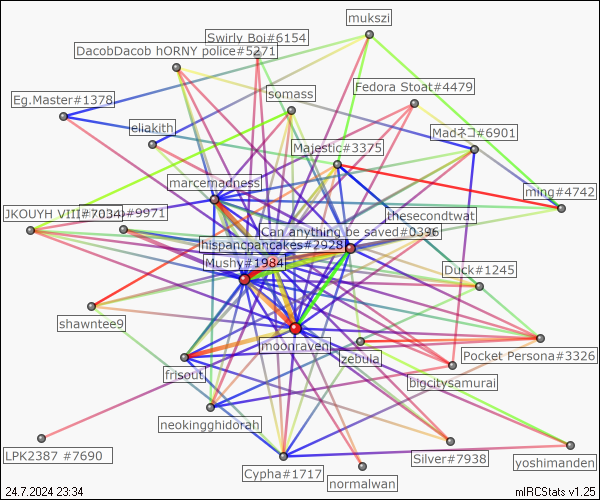 mukszi
Swirly Boi#6154
DacobDacob hORNY police#5271
Fedora Stoat#4479
Eg.Master#1378
somass
eliakith
Madネコ#6901
Majestic#3375
marcemadness
ming#4742
JKOUYH VIII#7034
#9971
thesecondtwat
Can anything be saved#0396
hispancpancakes#2928
Mushy#1984
Duck#1245
shawntee9
moonraven
zebula
Pocket Persona#3326
frisout
bigcitysamurai
neokingghidorah
LPK2387 #7690
Cypha#1717
normalwan
Silver#7938
yoshimanden
24.7.2024 23:34
mIRCStats v1.25